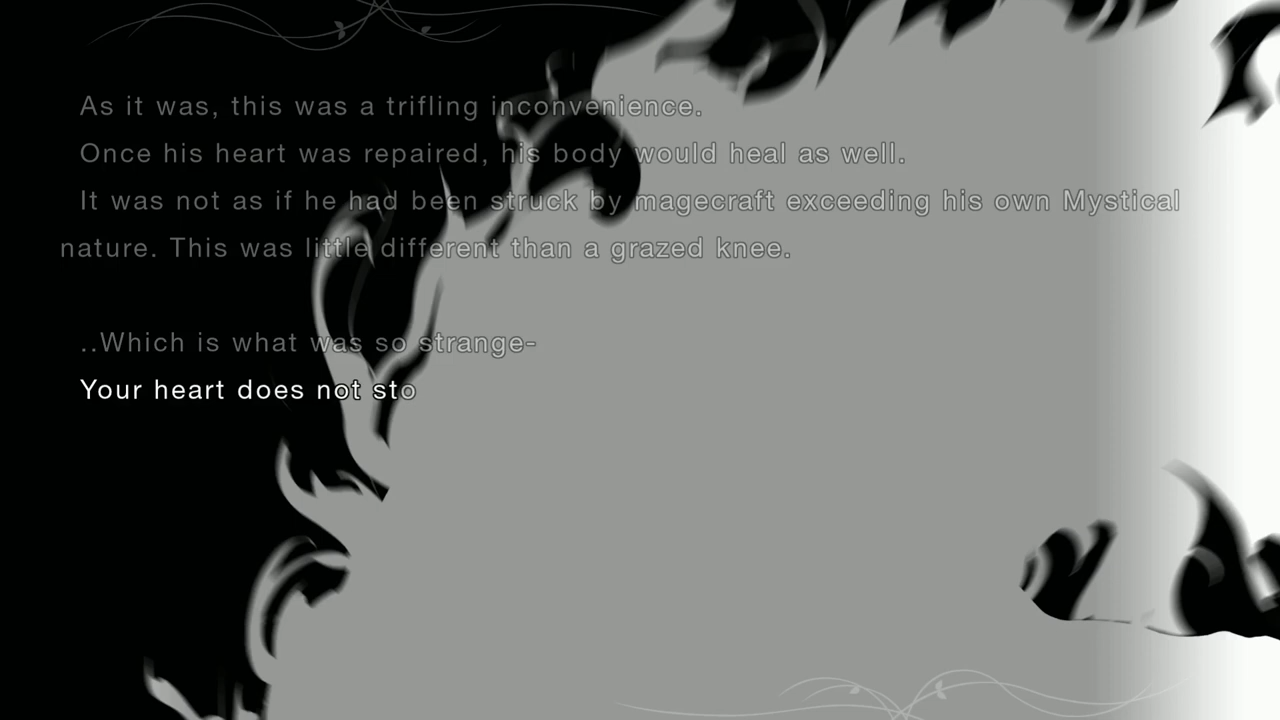 As it was, this was a trifling inconvenience.
Once his heart was repaired, his body would heal as well.
It was not as if he had been struck by magecraft exceeding his own Mystical
nature. This was little different than a grazed knee.
..Which is what was so strange-
Your heart does not sto